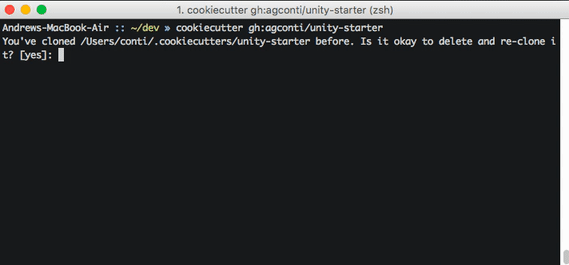 1. cookiecutter gh:agconti/unity-starter (zsh)
Andrews-MacBook-Air :: ~/dev » cookiecutter gh:agconti/unity-starter
You've cloned /Users/conti/.cookiecutters/unity-starter before. Is it okay to delete and re-clone i
t? [yes]: